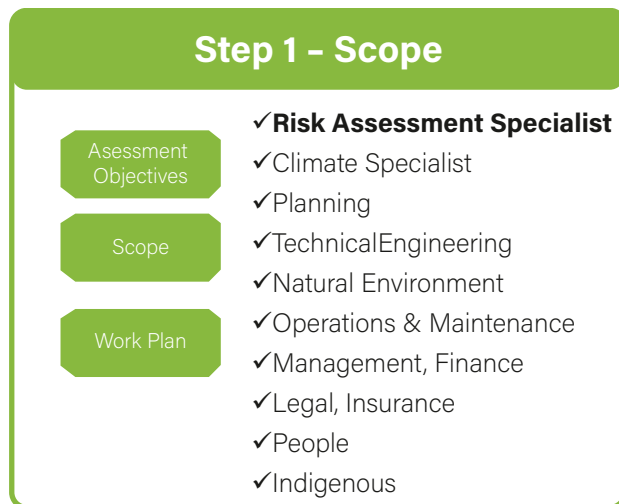 Step 1 – Scope
Asessment
Objectives
Scope
Work Plan
✓Risk Assessment Specialist
✓Climate Specialist
✓Planning
✓TechnicalEngineering
✓Natural Environment
✓Operations & Maintenance
✓Management, Finance
✓Legal, Insurance
✓People
✓Indigenous